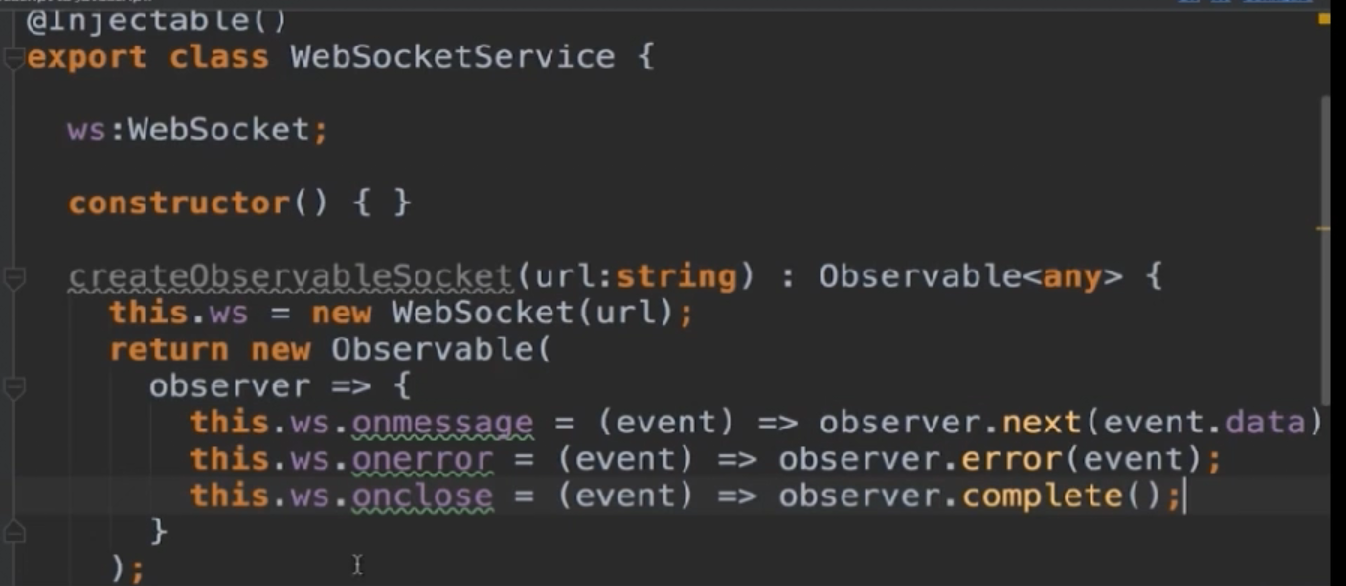 @Injectable()
export class WebSocketService {
ws:WebSocket;
constructor() { }
createObservableSocket(url:string) : Observable<any> {
this.ws = new WebSocket(url);
return new Observable(
observer => {
this.ws.onmessage = (event) => observer.next(event.data)
this.ws.onerror = (event) => observer.error(event);
this.ws.onclose = (event) => observer.complete();
}
);